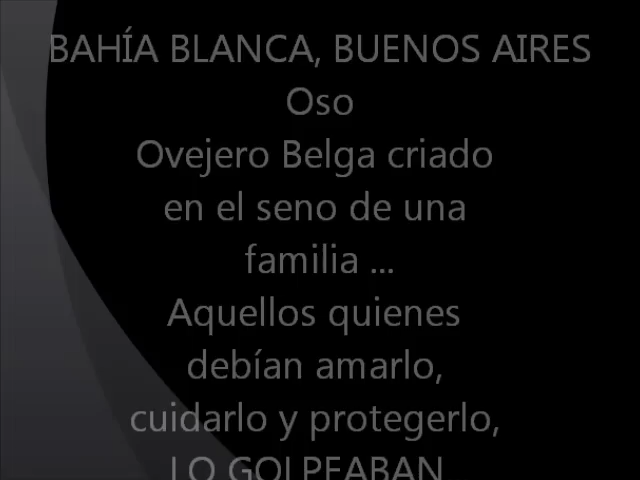 BAHÍA BLANCA, BUENOS AIRES
Oso
Ovejero Belga criado
en el seno de una
familia ...
Aquellos quienes
debían amarlo,
cuidarlo y protegerlo,
LO GOLPEABAN